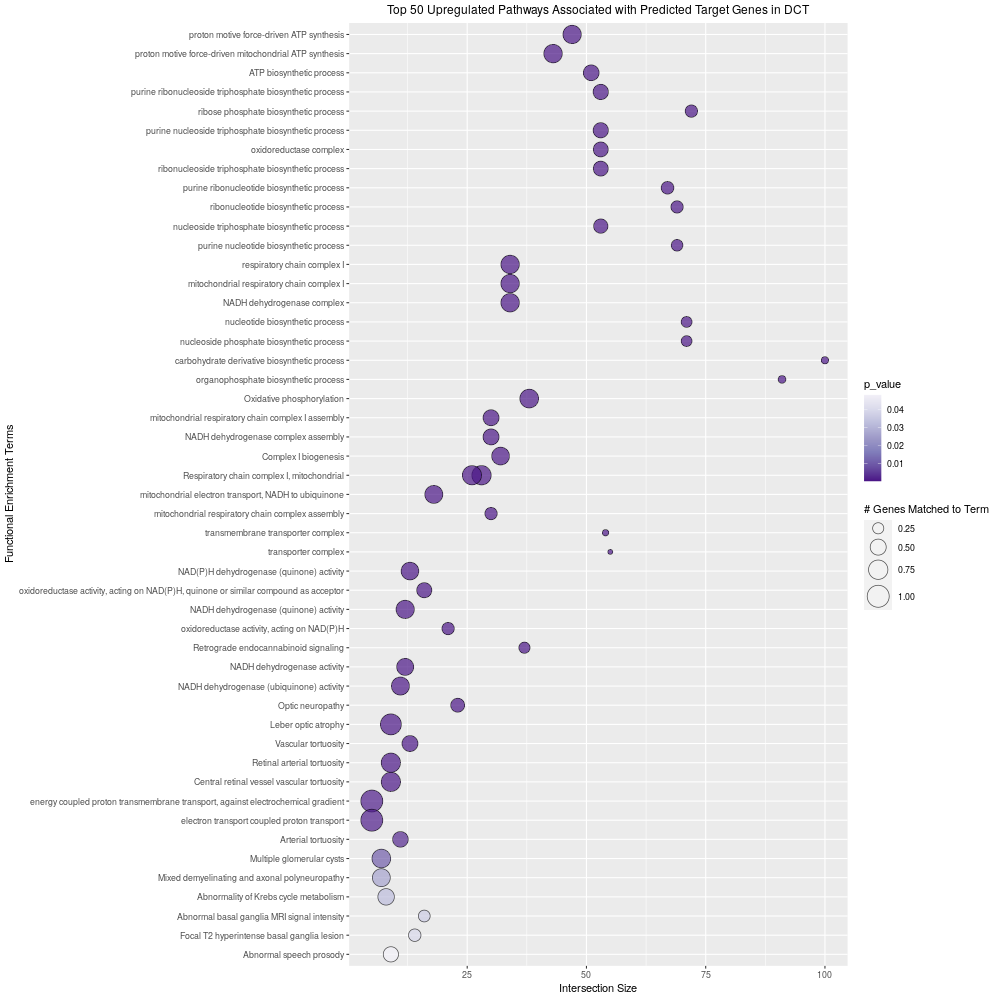 Top 50 Upregulated Pathways Associated with Predicted Target Genes in DCT
Functional Enrichment Terms
proton motive force-driven ATP synthesis
proton motive force-driven mitochondrial ATP synthesis
ATP biosynthetic process
purine ribonucleoside triphosphate biosynthetic process
ribose phosphate biosynthetic process
purine nucleoside triphosphate biosynthetic process
oxidoreductase complex
ribonucleoside triphosphate biosynthetic process
purine ribonucleotide biosynthetic process
ribonucleotide biosynthetic process
nucleoside triphosphate biosynthetic process
purine nucleotide biosynthetic process
respiratory chain complex I
mitochondrial respiratory chain complex I
NADH dehydrogenase complex
nucleotide biosynthetic process
nucleoside phosphate biosynthetic process
carbohydrate derivative biosynthetic process
organophosphate biosynthetic process
Oxidative phosphorylation
mitochondrial respiratory chain complex I assembly
NADH dehydrogenase complex assembly
Complex I biogenesis
Respiratory chain complex I, mitochondrial
mitochondrial electron transport, NADH to ubiquinone
mitochondrial respiratory chain complex assembly
transmembrane transporter complex
transporter complex
NAD(P)H dehydrogenase (quinone) activity
oxidoreductase activity, acting on NAD(P)H, quinone or similar compound as acceptor
NADH dehydrogenase (quinone) activity
oxidoreductase activity, acting on NAD(P)H
Retrograde endocannabinoid signaling
NADH dehydrogenase activity
NADH dehydrogenase (ubiquinone) activity
Optic neuropathy
Leber optic atrophy
Vascular tortuosity
Retinal arterial tortuosity
Central retinal vessel vascular tortuosity
energy coupled proton transmembrane transport, against electrochemical gradient
electron transport coupled proton transport
Arterial tortuosity
Multiple glomerular cysts
Mixed demyelinating and axonal polyneuropathy
Abnormality of Krebs cycle metabolism
Abnormal basal ganglia MRI signal intensity
Focal T2 hyperintense basal ganglia lesion
Abnormal speech prosody
25 50 75 100
Intersection Size
p_value
0.04
0.03
0.02
0.01
# Genes Matched to Term
0.25
0.50
0.75
1.00